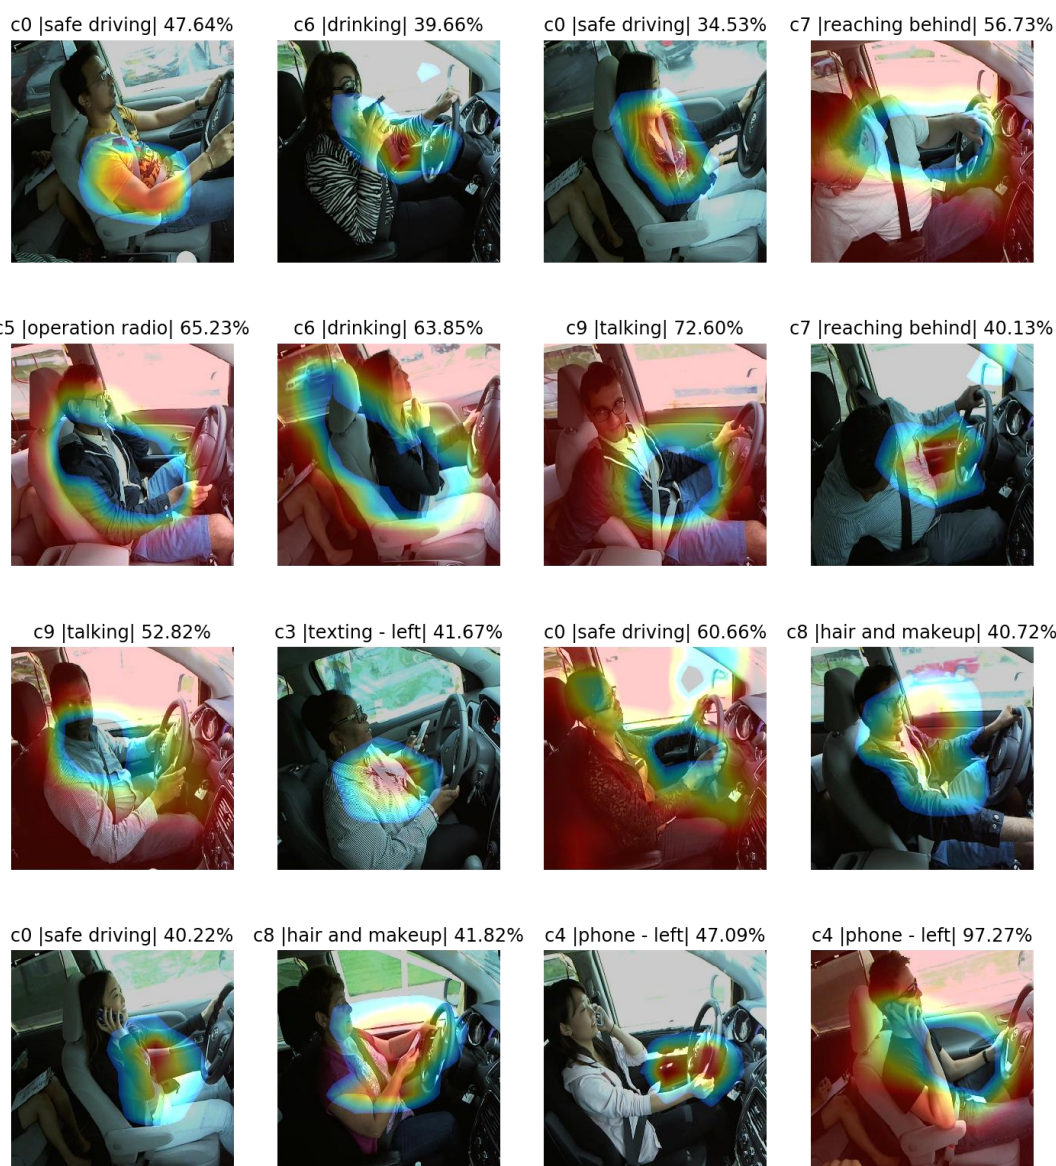 c0 |safe driving| 47.64%
c6 |drinking| 39.66%
c0 |safe driving| 34.53%
c7 |reaching behind| 56.73%
c5 |operation radio| 65.23%
c6 |drinking| 63.85%
c9 |talking| 72.60%
c7 |reaching behind| 40.13%
c9 |talking| 52.82%
c3 |texting - left| 41.67%
c0 |safe driving| 60.66%
c8 |hair and makeup| 40.72%
c0 |safe driving| 40.22%
c8 |hair and makeup| 41.82%
c4 |phone - left| 47.09%
c4 |phone - left| 97.27%